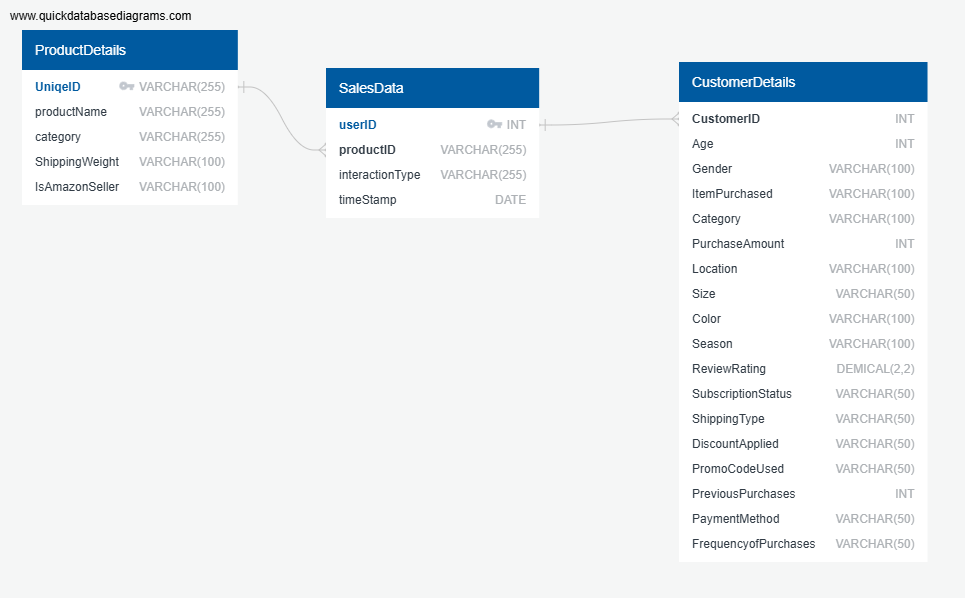 www.quickdatabasediagrams.com
ProductDetails
UniqeID VARCHAR(255)
productName VARCHAR(255)
category VARCHAR(255)
ShippingWeight VARCHAR(100)
IsAmazonSeller VARCHAR(100)
SalesData
userID INT
productID VARCHAR(255)
interactionType VARCHAR(255)
timeStamp DATE
CustomerDetails
CustomerID INT
Age INT
Gender VARCHAR(100)
ItemPurchased VARCHAR(100)
Category VARCHAR(100)
PurchaseAmount INT
Location VARCHAR(100)
Size VARCHAR(50)
Color VARCHAR(100)
Season VARCHAR(100)
ReviewRating DEMICAL(2,2)
SubscriptionStatus VARCHAR(50)
ShippingType VARCHAR(50)
DiscountApplied VARCHAR(50)
PromoCodeUsed VARCHAR(50)
PreviousPurchases INT
PaymentMethod VARCHAR(50)
FrequencyofPurchases VARCHAR(50)